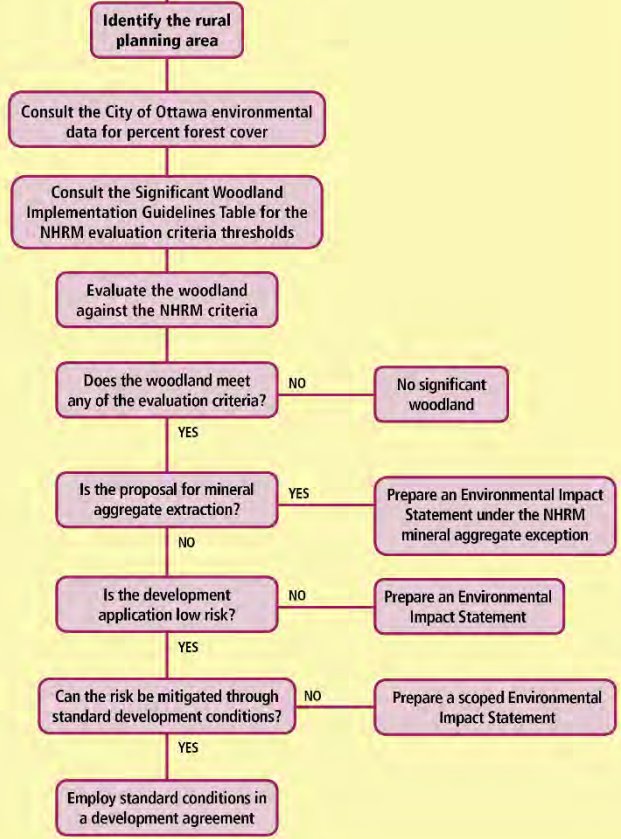 Identify the rural
planning area
Consult the City of Ottawa environmental
data for percent forest cover
Consult the Significant Woodland
Implementation Guidelines Table for the
NHRM evaluation criteria thresholds
Evaluate the woodland
against the NHRM criteria
Does the woodland meet
any of the evaluation criteria?
NO
No significant
woodland
YES
Is the proposal for mineral
aggregate extraction?
YES
Prepare an Environmental Impact
Statement under the NHRM
mineral aggregate exception
NO
Is the development
application low risk?
NO
Prepare an Environmental
Impact Statement
YES
Can the risk be mitigated through
standard development conditions?
NO
Prepare a scoped Environmental
Impact Statement
YES
Employ standard conditions in
a development agreement